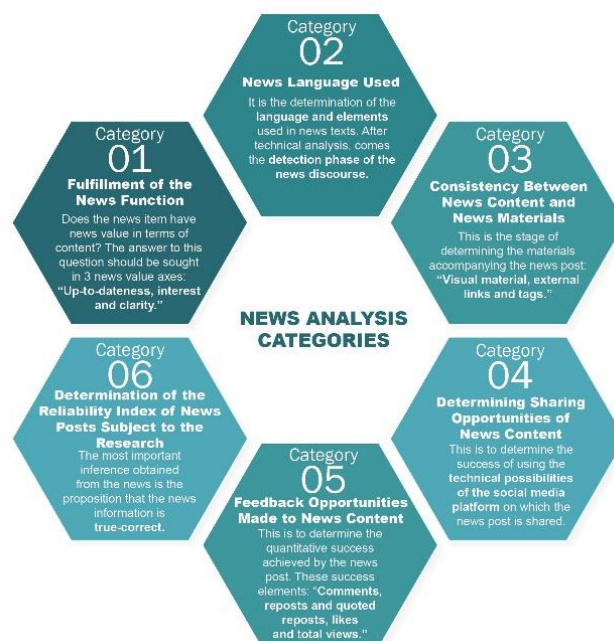 Category
01
Fulfillment of the
News Function
Does the news item have
news value in terms of
content? The answer to this
question should be sought
in 3 news value axes:
“Up-to-dateness, interest
and clarity.”
Category
02
News Language Used
It is the determination of the
language and elements
used in news texts. After
technical analysis, comes
the detection phase of the
news discourse.
Category
03
Consistency Between
News Content and
News Materials
This is the stage of
determining the materials
accompanying the news post:
“Visual material, external
links and tags.”
NEWS ANALYSIS
CATEGORIES
Category
04
Determining Sharing
Opportunities of
News Content
This is to determine the
success of using the
technical possibilities
of the social media
platform on which the
news post is shared.
Category
05
Feedback Opportunities
Made to News Content
This is to determine the
quantitative success
achieved by the news
post. These success
elements: “Comments,
reposts and quoted
reposts, likes
and total views.”
Category
06
Determination of the
Reliability Index of News
Posts Subject to the
Research
The most important
inference obtained
from the news is the
proposition that the news
information is
true-correct.